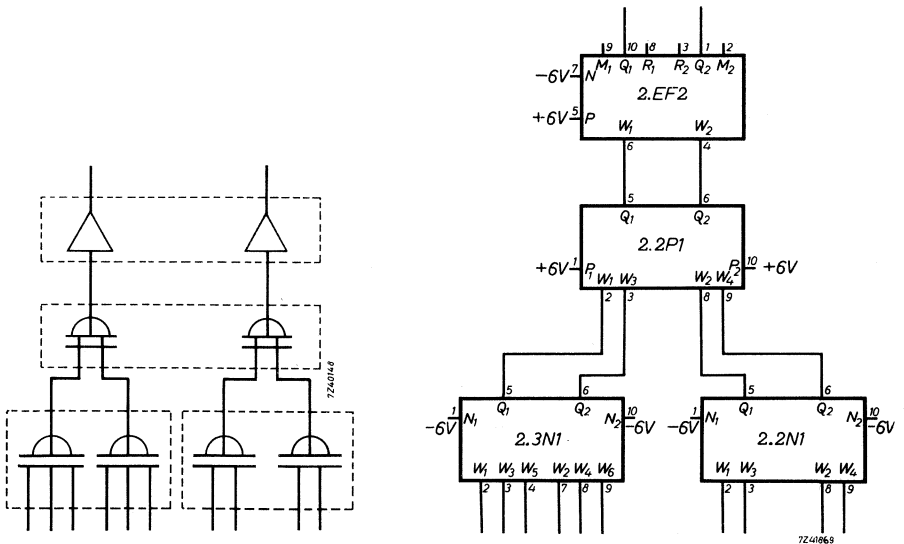 9 10 8 3 1 2
M1 Q1 R1 R2 Q2 M2
-6V 7 N
2.EF2
+6V 5 P
W1 W2
6 4
5 6
Q1 Q2
2.2P1
+6V 1 P1 P2 10 +6V
W1 W3 W2 W4
2 3 8 9
7Z40148
5 6 5 6
1 Q1 Q2 10 1 Q1 Q2 10
-6V N1 N2 -6V -6V N1 N2 -6V
2.3N1 2.2N1
W1 W3 W5 W2 W4 W6 W1 W3 W2 W4
2 3 4 7 8 9 2 3 8 9
7Z41869